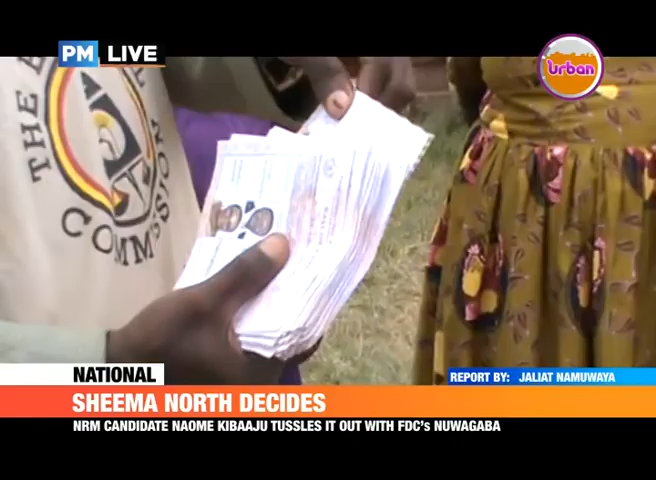 PM LIVE
Urban
THE
COMM
NATIONAL
REPORT BY: JALIAT NAMUWAYA
SHEEMA NORTH DECIDES
NRM CANDIDATE NAOME KIBAAJU TUSSLES IT OUT WITH FDC's NUWAGABA